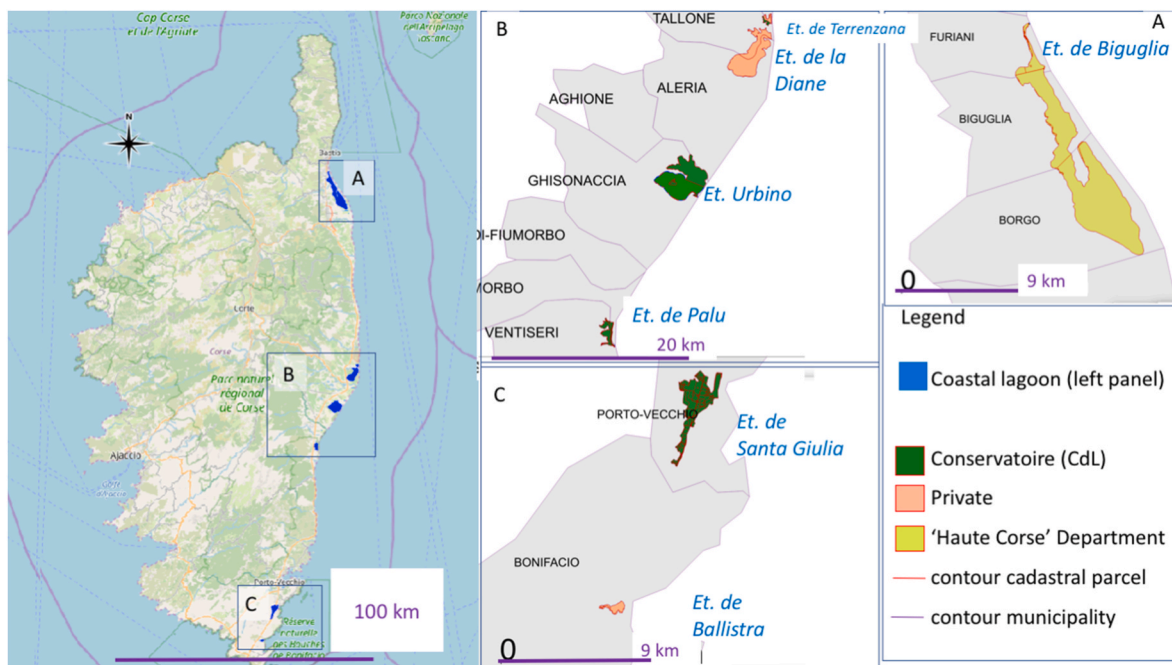 Cap Corse
et de l'Agriate
Parco Nazionale
dell'Arcipelago
Toscano
N
Bastia
A
Corte
Corse
B
Parc naturel
régional
de Corse
Ajaccio
Porto-Vecchio
C
Réserve
naturelle
des Bouches
de Bonifacio
100 km
B
TALLONE
Et. de Terrenzana
Et. de la
Diane
ALERIA
AGHIONE
GHISONACCIA
Et. Urbino
DI-FIUMORBO
MORBO
Et. de Palu
VENTISERI
20 km
C
PORTO-VECCHIO
Et. de
Santa Giulia
BONIFACIO
Et. de
Ballistra
0
9 km
A
FURIANI
Et. de Biguglia
BIGUGLIA
BORGO
0
9 km
Legend
Coastal lagoon (left panel)
Conservatoire (CdL)
Private
‘Haute Corse’ Department
contour cadastral parcel
contour municipality